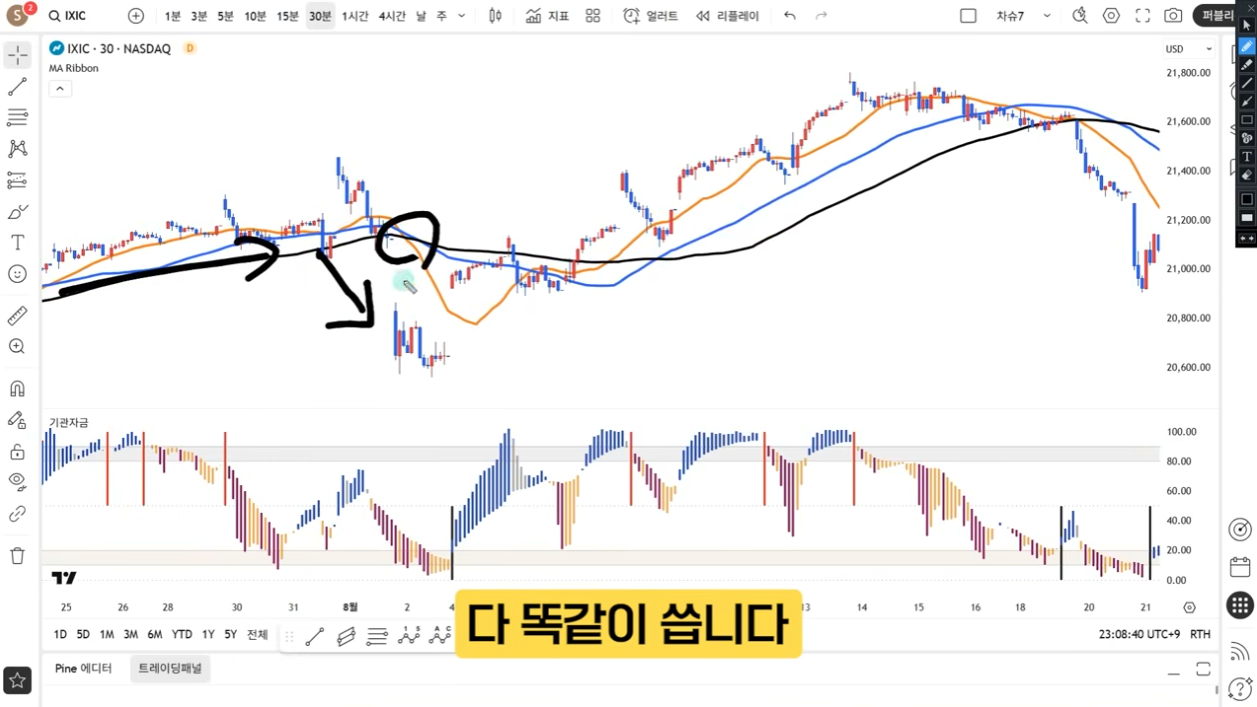 S 2 IXIC 1분 3분 5분 10분 15분 30분 1시간 4시간 날 주 지표 얼러트 리플레이 차슈7 퍼블리
IXIC · 30 · NASDAQ D
USD
MA Ribbon
21,800.00
21,600.00
21,400.00
21,200.00
21,000.00
20,800.00
20,600.00
기관자금
100.00
80.00
60.00
40.00
20.00
0.00
25 26 28 30 31 8월 2 4 13 14 15 16 18 20 21
다 똑같이 씁니다
1D 5D 1M 3M 6M YTD 1Y 5Y 전체
23:08:40 UTC+9 RTH
Pine 에디터 트레이딩패널